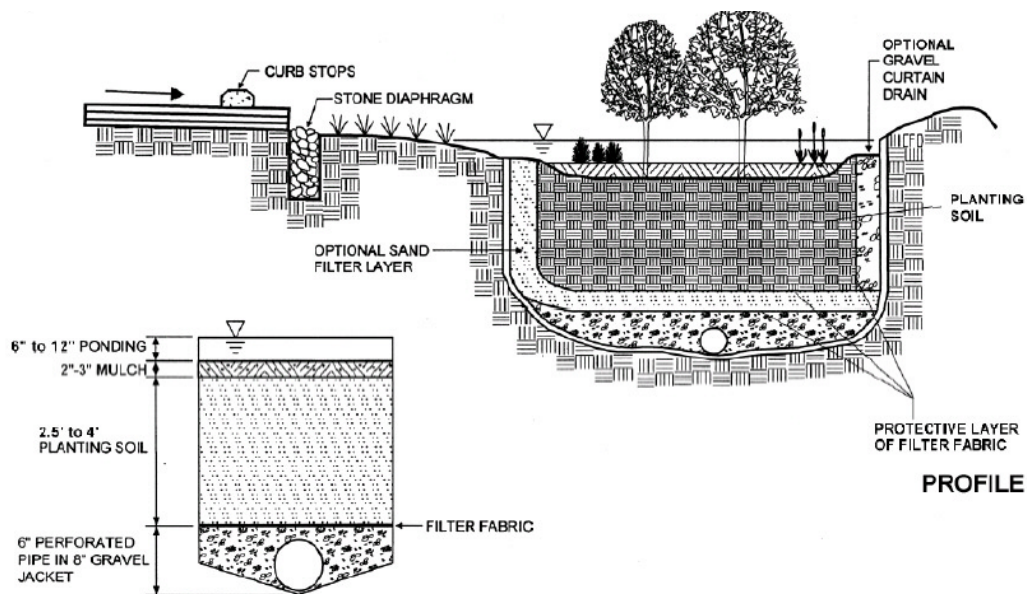 CURB STOPS
STONE DIAPHRAGM
OPTIONAL
GRAVEL
CURTAIN
DRAIN
OPTIONAL SAND
FILTER LAYER
PLANTING
SOIL
PROTECTIVE LAYER
OF FILTER FABRIC
PROFILE
6" to 12" PONDING
2"-3" MULCH
2.5' to 4'
PLANTING SOIL
FILTER FABRIC
6" PERFORATED
PIPE IN 8" GRAVEL
JACKET